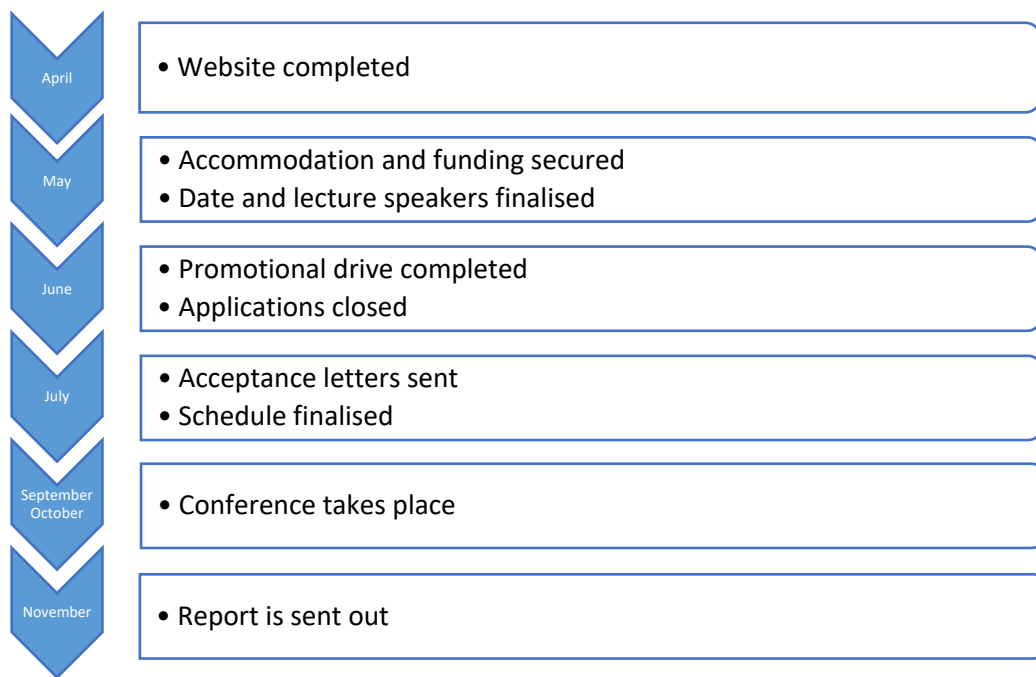 April
• Website completed
May
• Accommodation and funding secured
• Date and lecture speakers finalised
June
• Promotional drive completed
• Applications closed
July
• Acceptance letters sent
• Schedule finalised
September
October
• Conference takes place
November
• Report is sent out